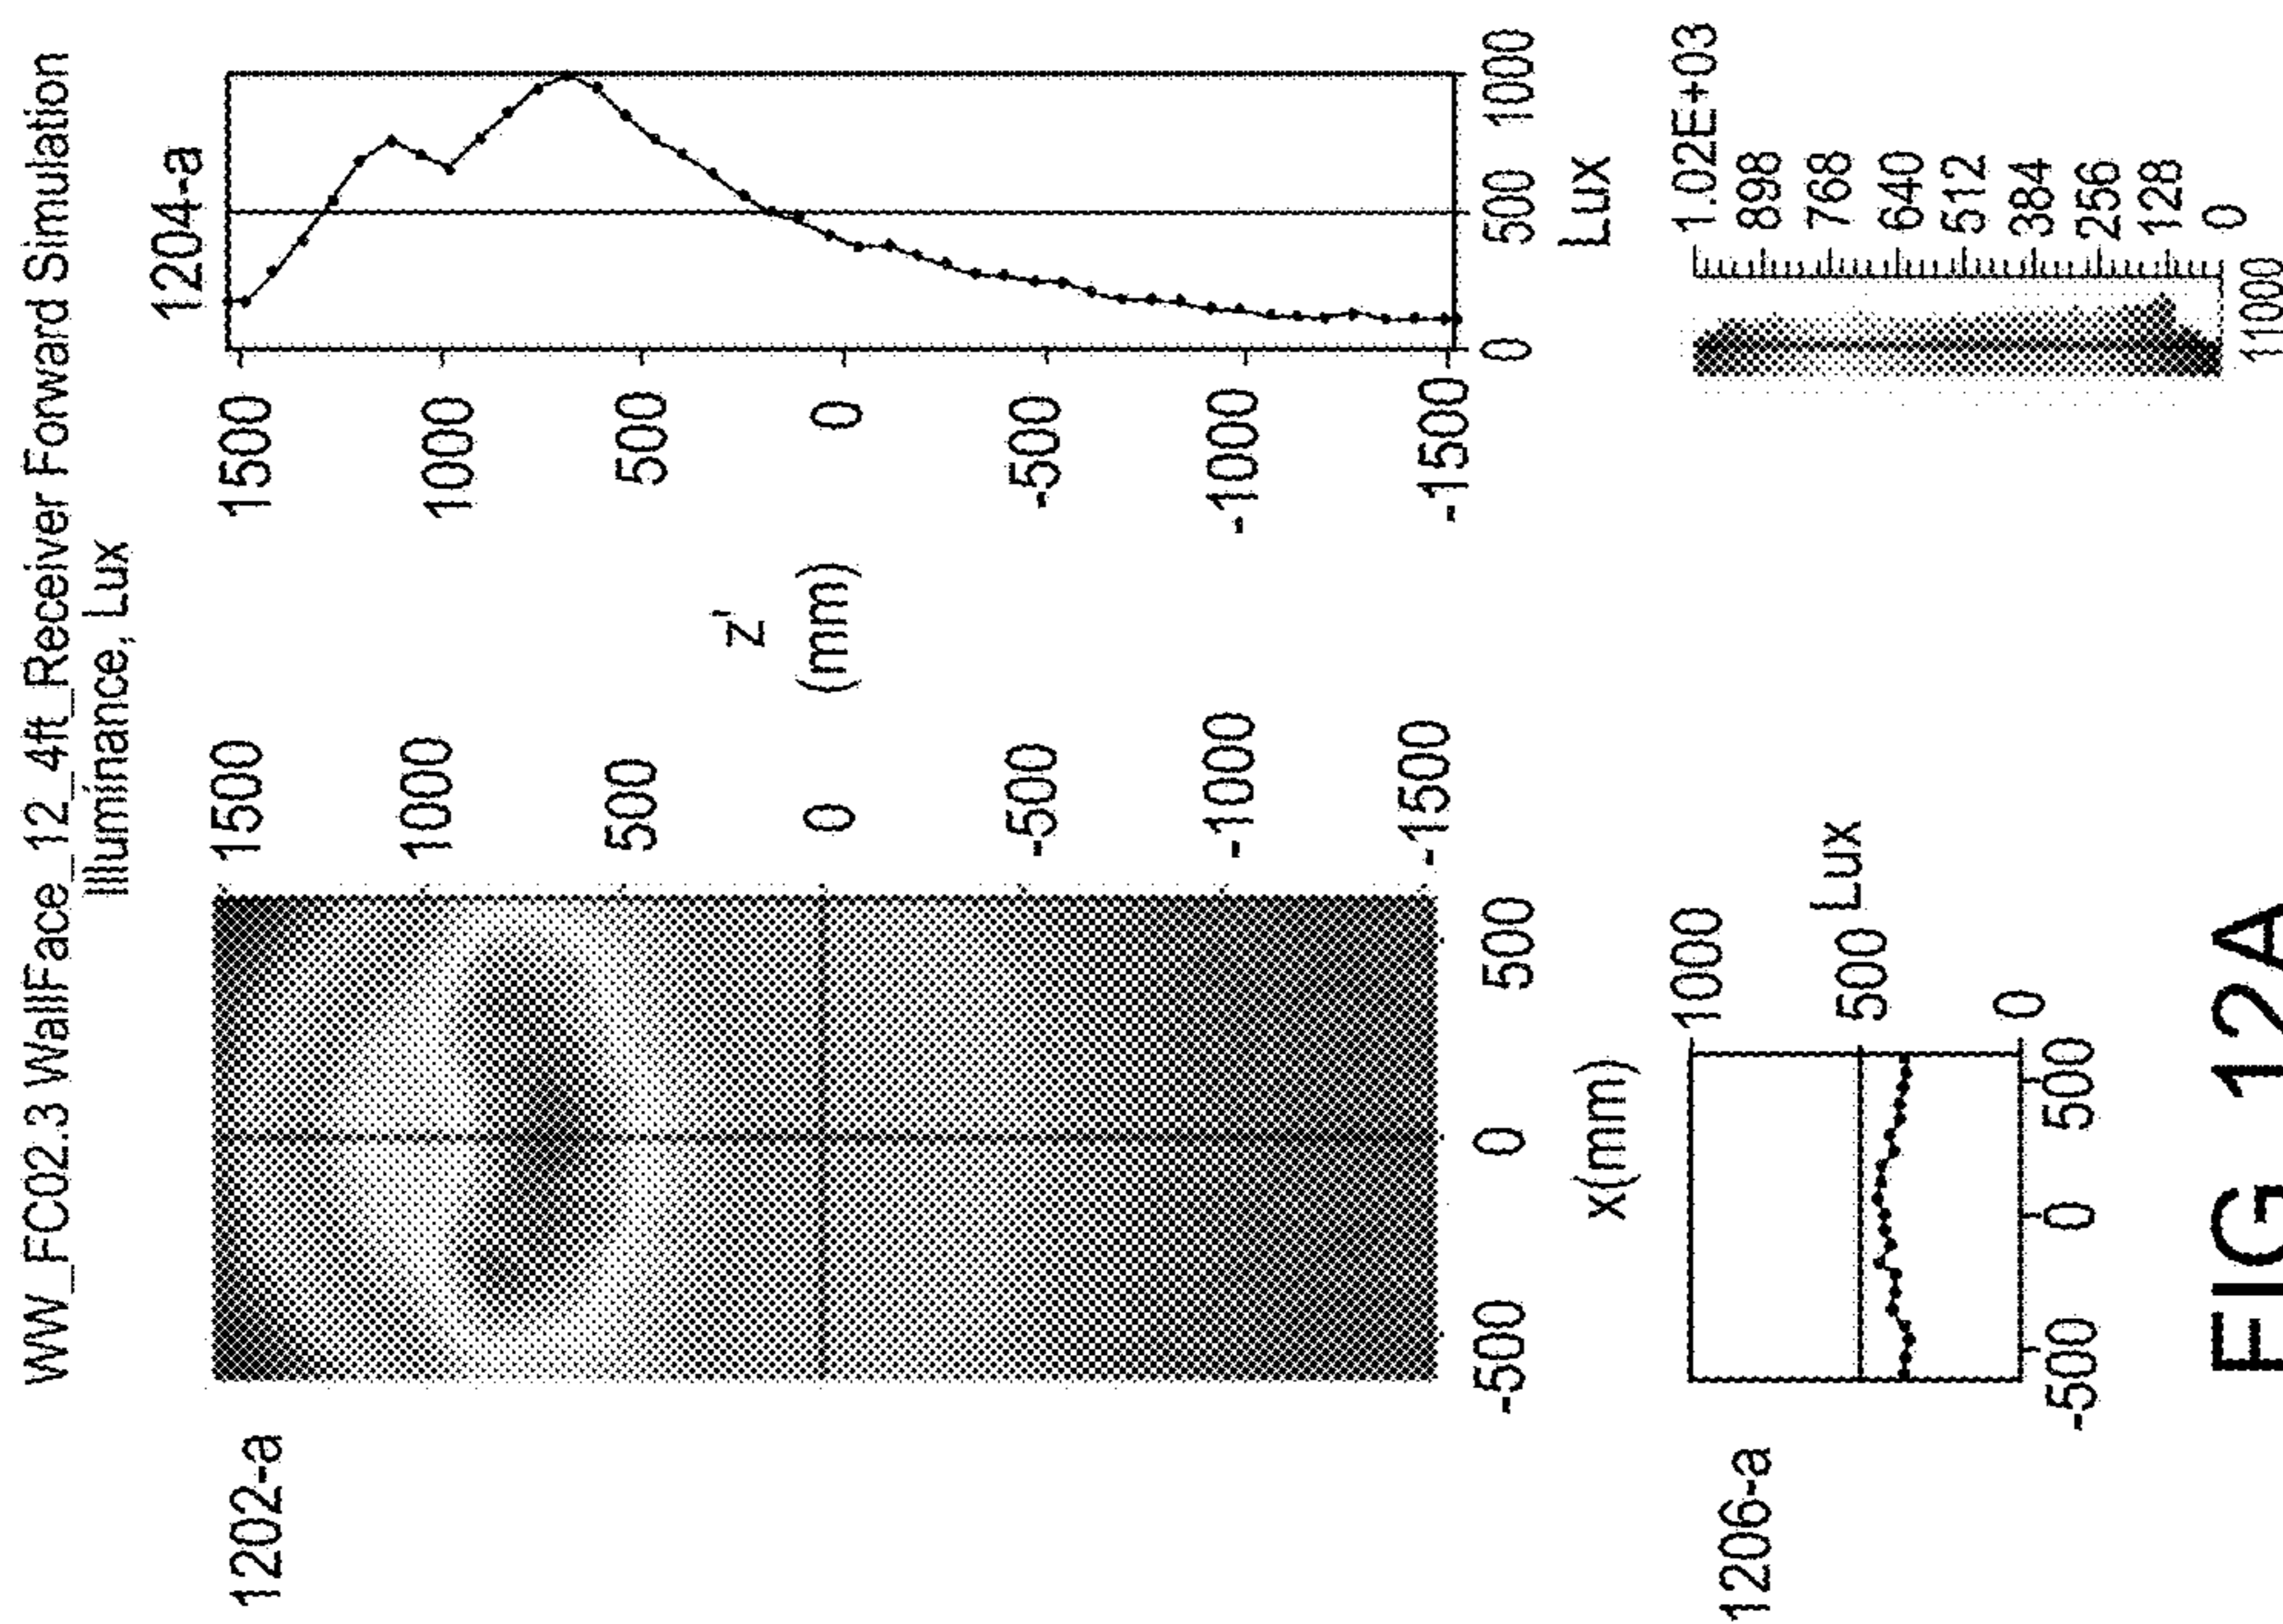 WW_FC02.3 WallFace_12_4ft_Receiver Forward Simulation
Illuminance, Lux
1202-a
1500
1000
500
0
-500
-1000
-1500
-500
0
500
x(mm)
z'
(mm)
1204-a
1500
1000
500
0
-500
-1000
-1500
0
500
1000
Lux
1206-a
1000
500
0
Lux
-500
0
500
1.02E+03
898
768
640
512
384
256
128
0
11000
FIG. 12A